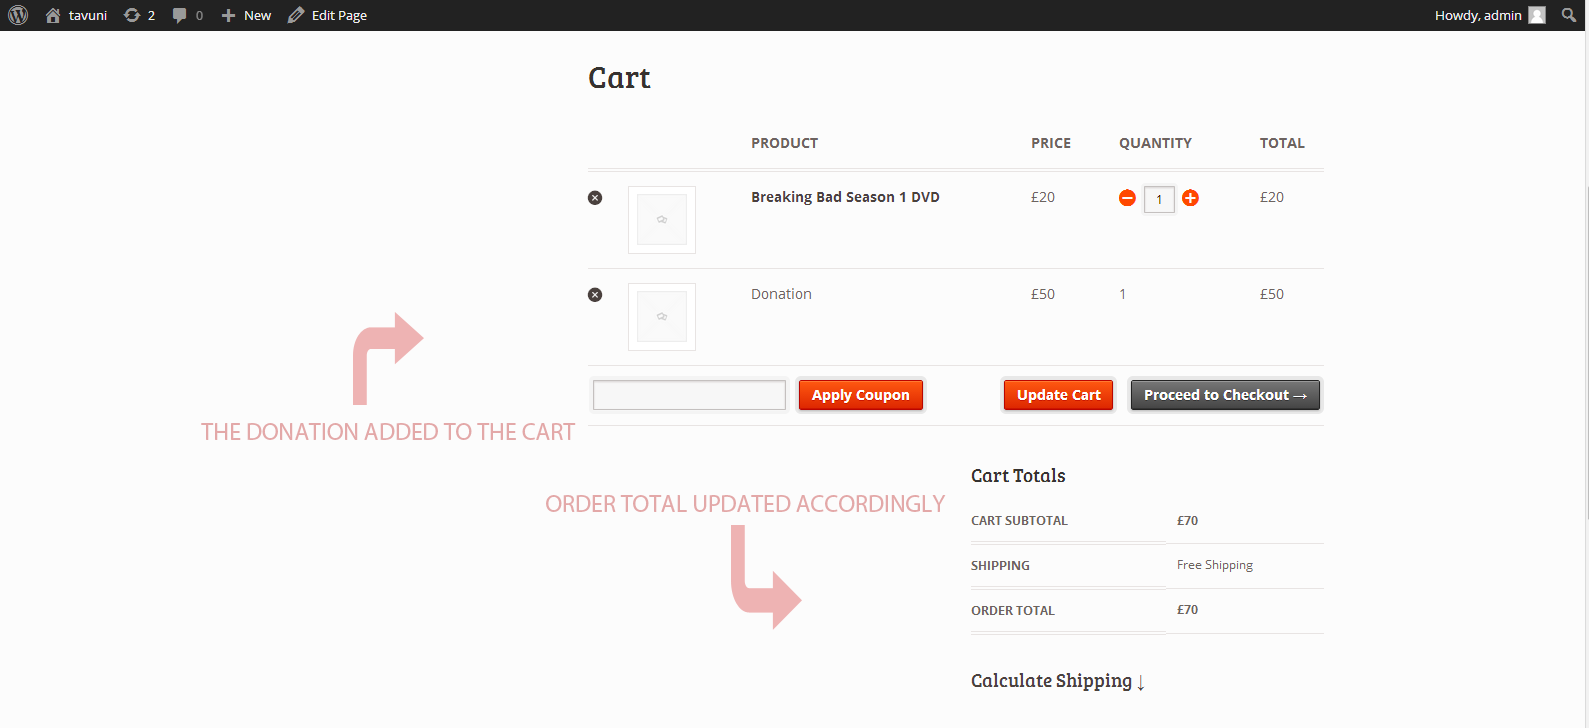 tavuni 2 0 New Edit Page Howdy, admin
Cart
PRODUCT PRICE QUANTITY TOTAL
Breaking Bad Season 1 DVD £20 1 £20
Donation £50 1 £50
Apply Coupon Update Cart Proceed to Checkout →
THE DONATION ADDED TO THE CART
Cart Totals
ORDER TOTAL UPDATED ACCORDINGLY
CART SUBTOTAL £70
SHIPPING Free Shipping
ORDER TOTAL £70
Calculate Shipping ↓